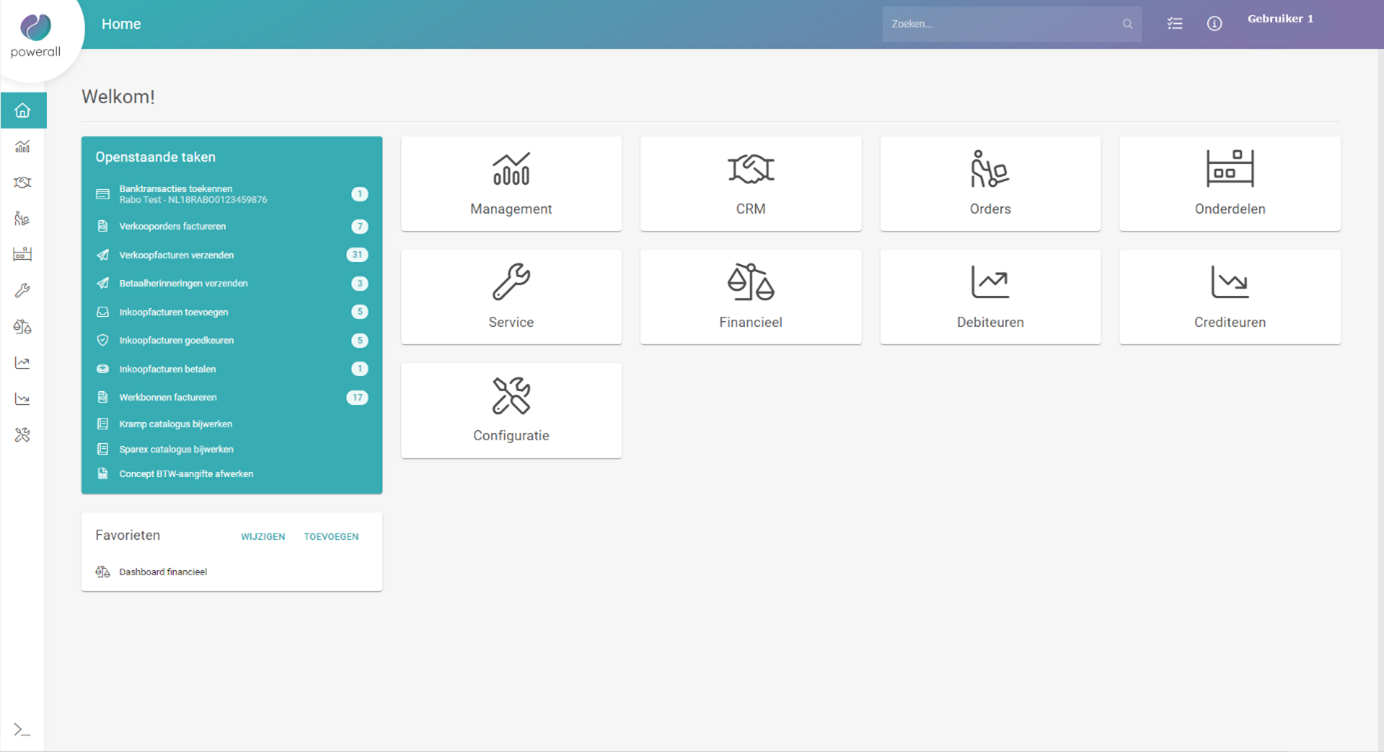 powerall
Home
Zoeken...
Gebruiker 1
Welkom!
Openstaande taken
Banktransacties toekennen
Rabo Test - NL18RABO0123459876
1
Verkooporders factureren
7
Verkoopfacturen verzenden
31
Betaalherinneringen verzenden
3
Inkoopfacturen toevoegen
5
Inkoopfacturen goedkeuren
5
Inkoopfacturen betalen
1
Werkbonnen factureren
17
Kramp catalogus bijwerken
Sparex catalogus bijwerken
Concept BTW-aangifte afwerken
Favorieten
WIJZIGEN
TOEVOEGEN
Dashboard financieel
Management
CRM
Orders
Onderdelen
Service
Financieel
Debiteuren
Crediteuren
Configuratie